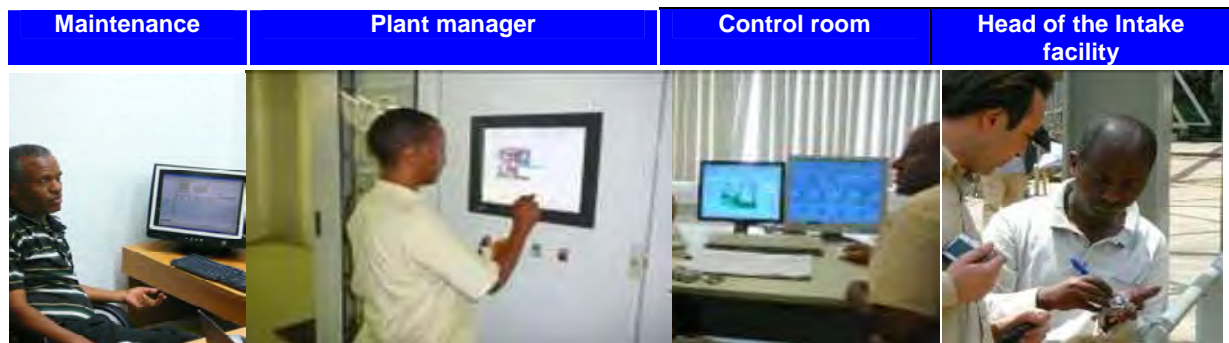 Maintenance
Plant manager
Control room
Head of the Intake
facility